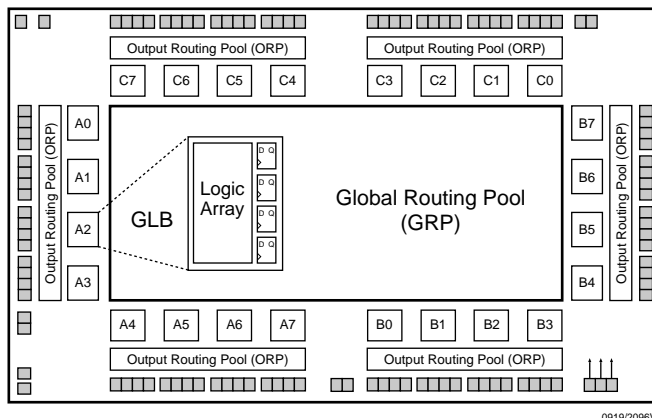 Output Routing Pool (ORP)
Output Routing Pool (ORP)
C7 C6 C5 C4
C3 C2 C1 C0
Output Routing Pool (ORP)
A0
A1
A2
A3
GLB
Logic
Array
D Q
D Q
D Q
D Q
Global Routing Pool
(GRP)
B7
B6
B5
B4
Output Routing Pool (ORP)
A4 A5 A6 A7
B0 B1 B2 B3
Output Routing Pool (ORP)
Output Routing Pool (ORP)